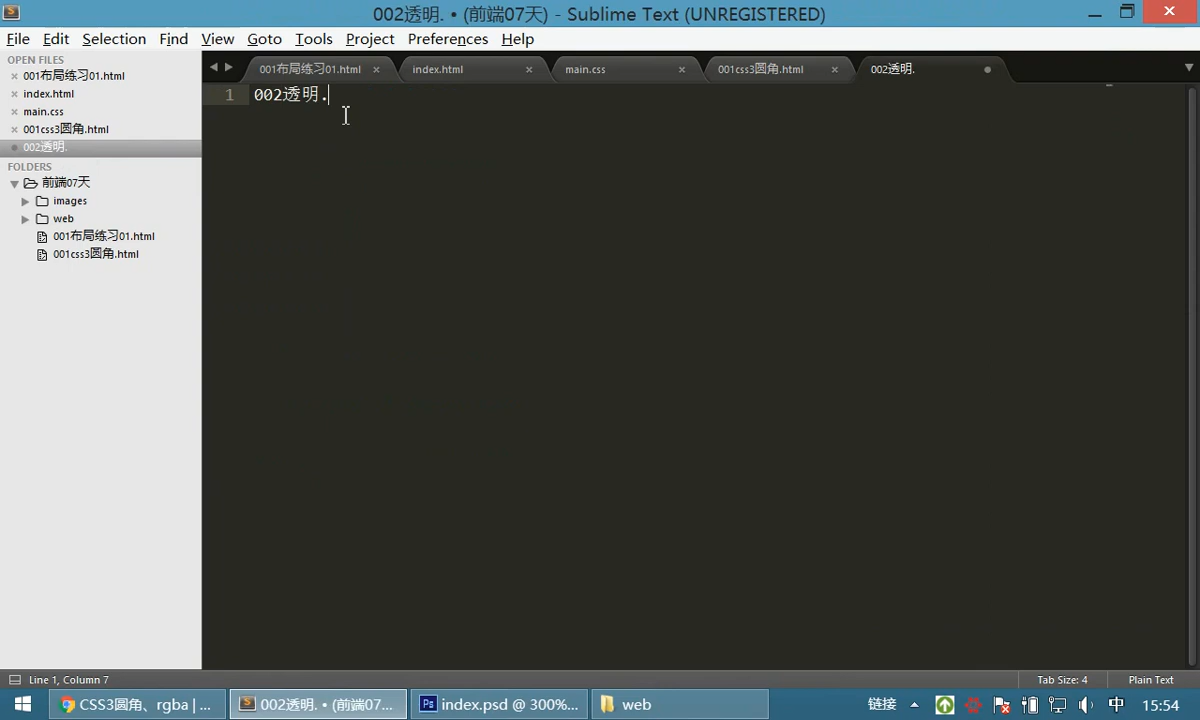 002透明. • (前端07天) - Sublime Text (UNREGISTERED)
File Edit Selection Find View Goto Tools Project Preferences Help
OPEN FILES
001布局练习01.html
index.html
main.css
001css3圆角.html
002透明.
FOLDERS
前端07天
images
web
001布局练习01.html
001css3圆角.html
001布局练习01.html index.html main.css 001css3圆角.html 002透明.
1 002透明.
Line 1, Column 7 Tab Size: 4 Plain Text
CSS3圆角、rgba | ... 002透明. • (前端07... index.psd @ 300%... web 链接 中 15:54